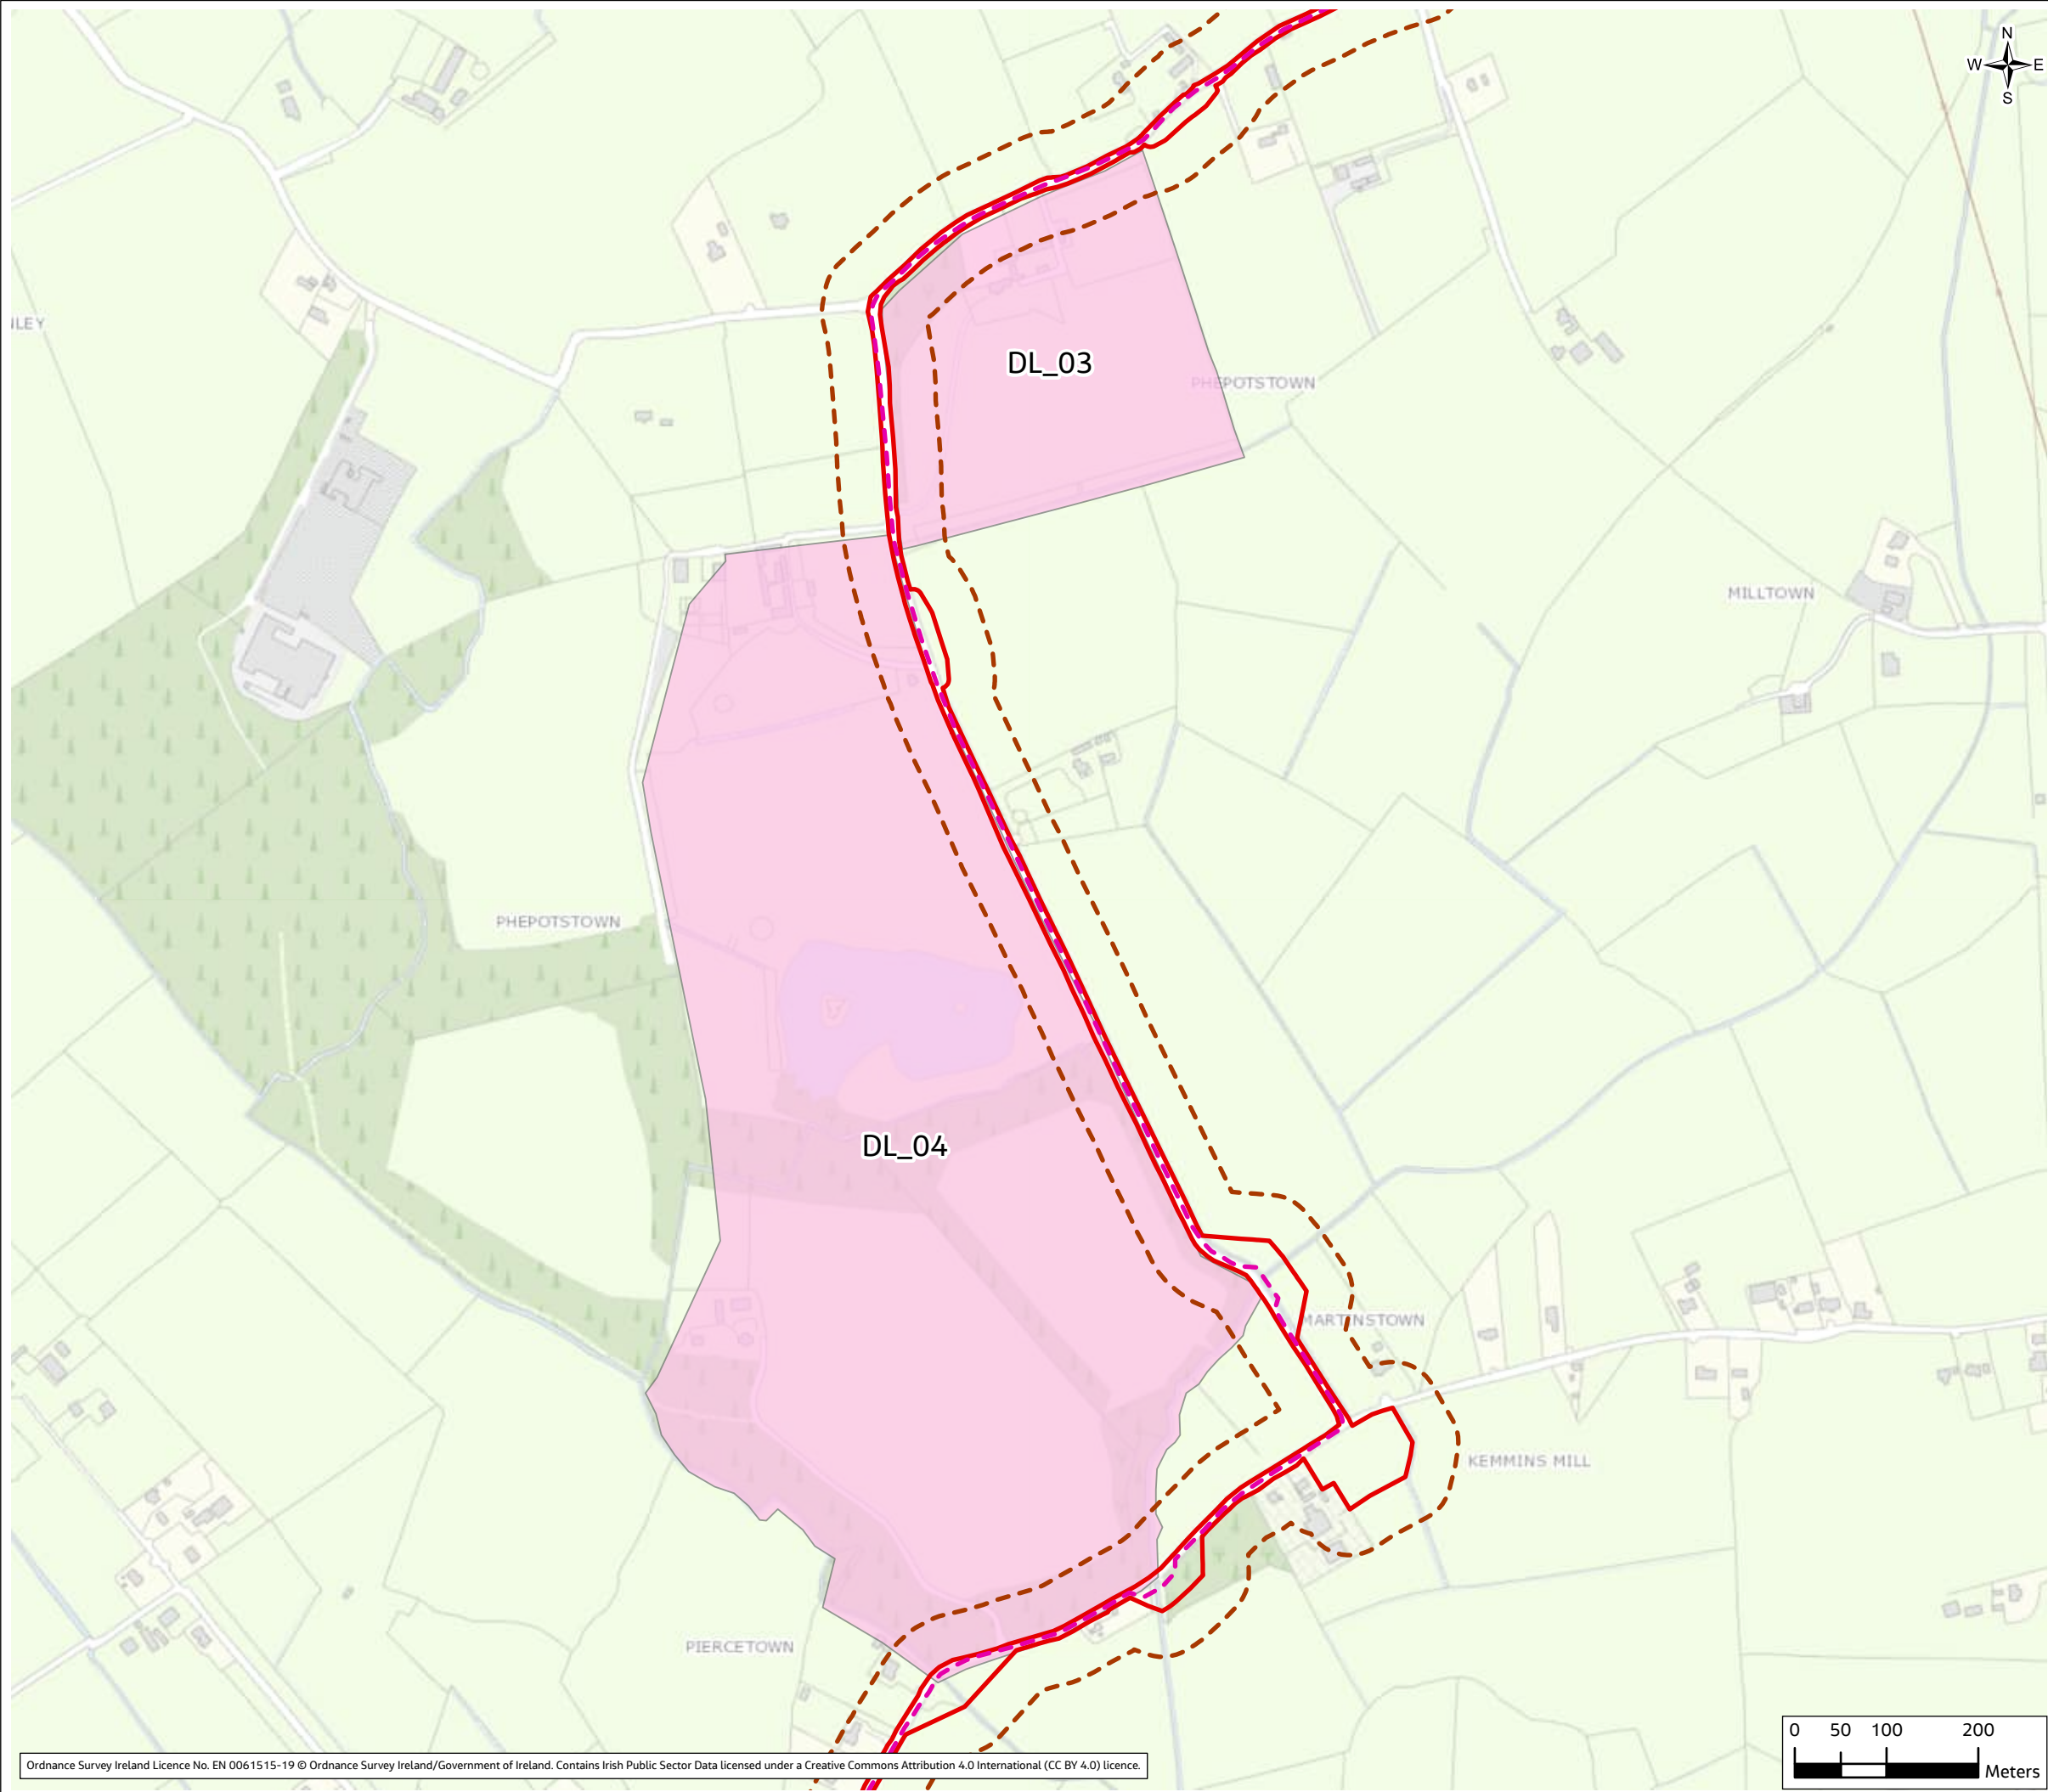 N
W E
S
DL_03
PHEPOTSTOWN
MILLTOWN
PHEPOTSTOWN
DL_04
MARTINSTOWN
KEMMINS MILL
PIERCETOWN
0 50 100 200
Meters
Ordnance Survey Ireland Licence No. EN 0061515-19 © Ordnance Survey Ireland/Government of Ireland. Contains Irish Public Sector Data licensed under a Creative Commons Attribution 4.0 International (CC BY 4.0) licence.